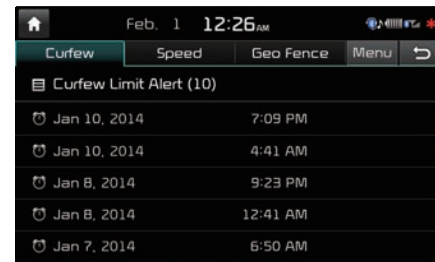 Feb. 1 12:26 AM
Curfew Speed Geo Fence Menu
Curfew Limit Alert (10)
Jan 10, 2014 7:09 PM
Jan 10, 2014 4:41 AM
Jan 8, 2014 9:23 PM
Jan 8, 2014 12:41 AM
Jan 7, 2014 6:50 AM